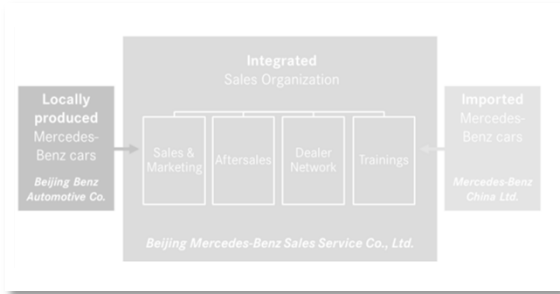 Integrated
Sales Organization
Locally
produced
Mercedes-
Benz cars
Beijing Benz
Automotive Co.
Sales &
Marketing
Aftersales
Dealer
Network
Trainings
Imported
Mercedes-
Benz cars
Mercedes-Benz
China Ltd.
Beijing Mercedes-Benz Sales Service Co., Ltd.